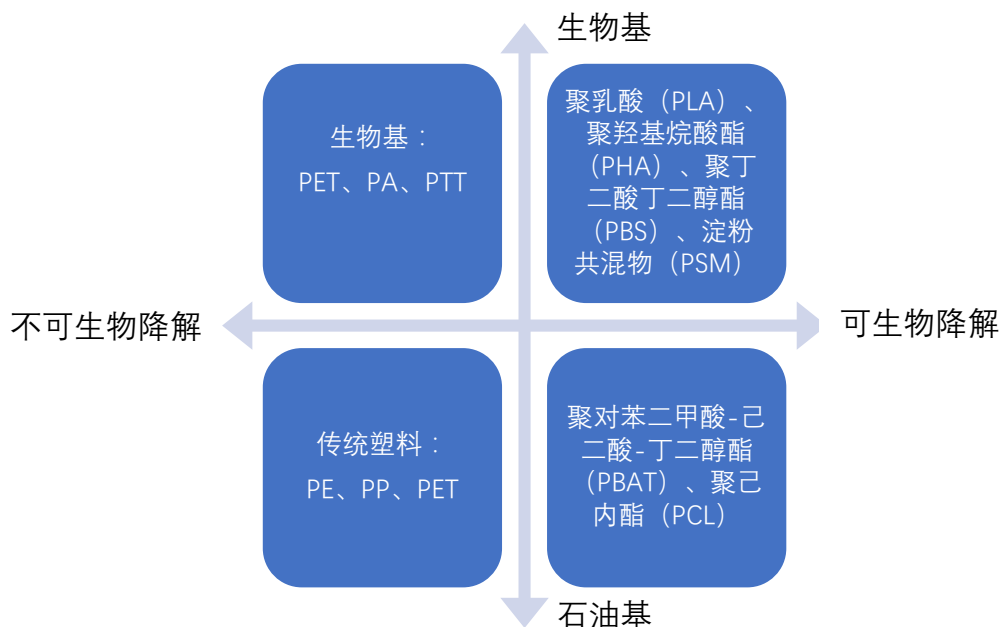 生物基
生物基：
PET、PA、PTT
聚乳酸（PLA）、
聚羟基烷酸酯
（PHA）、聚丁
二酸丁二醇酯
（PBS）、淀粉
共混物（PSM）
不可生物降解
可生物降解
传统塑料：
PE、PP、PET
聚对苯二甲酸-己
二酸-丁二醇酯
（PBAT）、聚己
内酯（PCL）
石油基